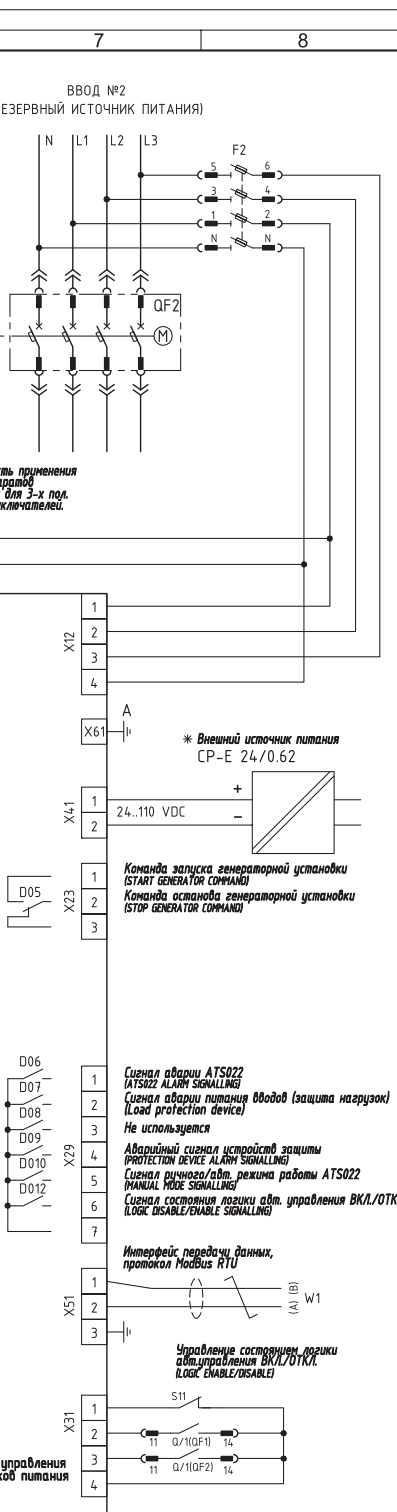 7 8
ВВОД №2
ЕЗЕРВНЫЙ ИСТОЧНИК ПИТАНИЯ)
N L1 L2 L3
F2
5 6
3 4
1 2
N N
QF2
M
ть применения
паратов
для 3-х пол.
ключателей.
X12
1
2
3
4
X61
A
* Внешний источник питания
CP-E 24/0.62
X41
1
2
24..110 VDC
+
−
X23
1
2
3
D05
Команда запуска генераторной установки
(START GENERATOR COMMAND)
Команда останова генераторной установки
(STOP GENERATOR COMMAND)
D06
D07
D08
D09
D010
D012
X29
1
2
3
4
5
6
7
Сигнал аварии ATS022
(ATS022 ALARM SIGNALLING)
Сигнал аварии питания вводов (защита нагрузок)
(Load protection device)
Не используется
Аварийный сигнал устройств защиты
(PROTECTION DEVICE ALARM SIGNALLING)
Сигнал ручного/авт. режима работы ATS022
(MANUAL MODE SIGNALLING)
Сигнал состояния логики авт. управления ВКЛ./ОТК
(LOGIC DISABLE/ENABLE SIGNALLING)
Интерфейс передачи данных,
протокол ModBus RTU
X51
1
2
3
(A) (B)
W1
Управление состоянием логики
авт.управления ВКЛ./ОТКЛ.
(LOGIC ENABLE/DISABLE)
X31
1
2
3
4
S11
11 Q/1(QF1) 14
11 Q/1(QF2) 14
управления
ков питания